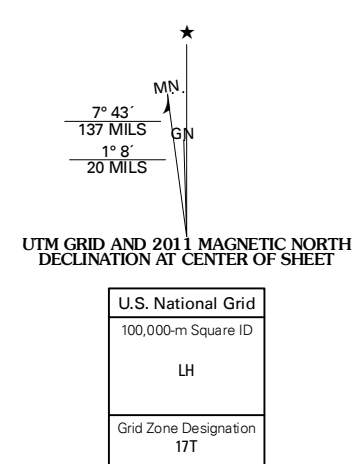 ★
MN
7° 43´
137 MILS
GN
1° 8´
20 MILS
UTM GRID AND 2011 MAGNETIC NORTH
DECLINATION AT CENTER OF SHEET
U.S. National Grid
100,000-m Square ID
LH
Grid Zone Designation
17T